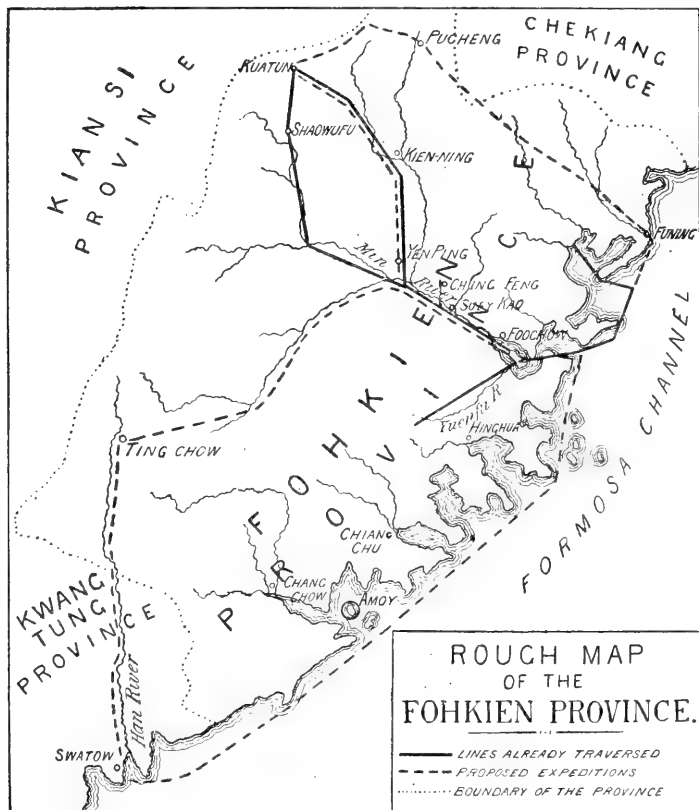 CHEKIANG
PROVINCE
PUCHENG
KUATUN
KIANSI
PROVINCE
SHAOWUFU
KIEN-NING
FUNING
YENPING
Min River
CHING FENG
SUEY KAO
FOOCHOW
Yuenfu R
HINGHUA
TING CHOW
FOHKIEN
PROVINCE
FORMOSA CHANNEL
CHIANG
CHU
CHANG
CHOW
AMOY
KWANG
TUNG
PROVINCE
Han River
SWATOW
ROUGH MAP
OF THE
FOHKIEN PROVINCE.
LINES ALREADY TRAVERSED
PROPOSED EXPEDITIONS
BOUNDARY OF THE PROVINCE